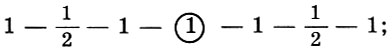 1 − 1/2 − 1 − ① − 1 − 1/2 − 1;